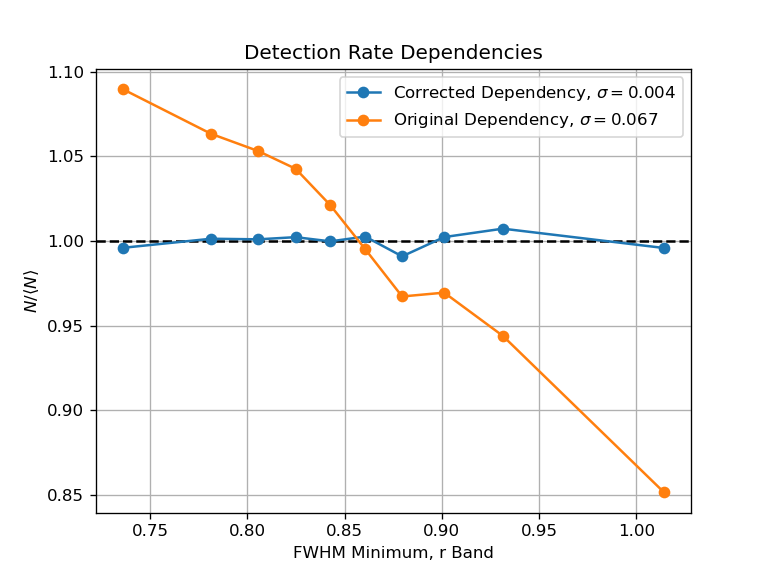 Detection Rate Dependencies
Corrected Dependency, σ = 0.004
Original Dependency, σ = 0.067
1.10
1.05
1.00
0.95
0.90
0.85
N/⟨N⟩
0.75 0.80 0.85 0.90 0.95 1.00
FWHM Minimum, r Band